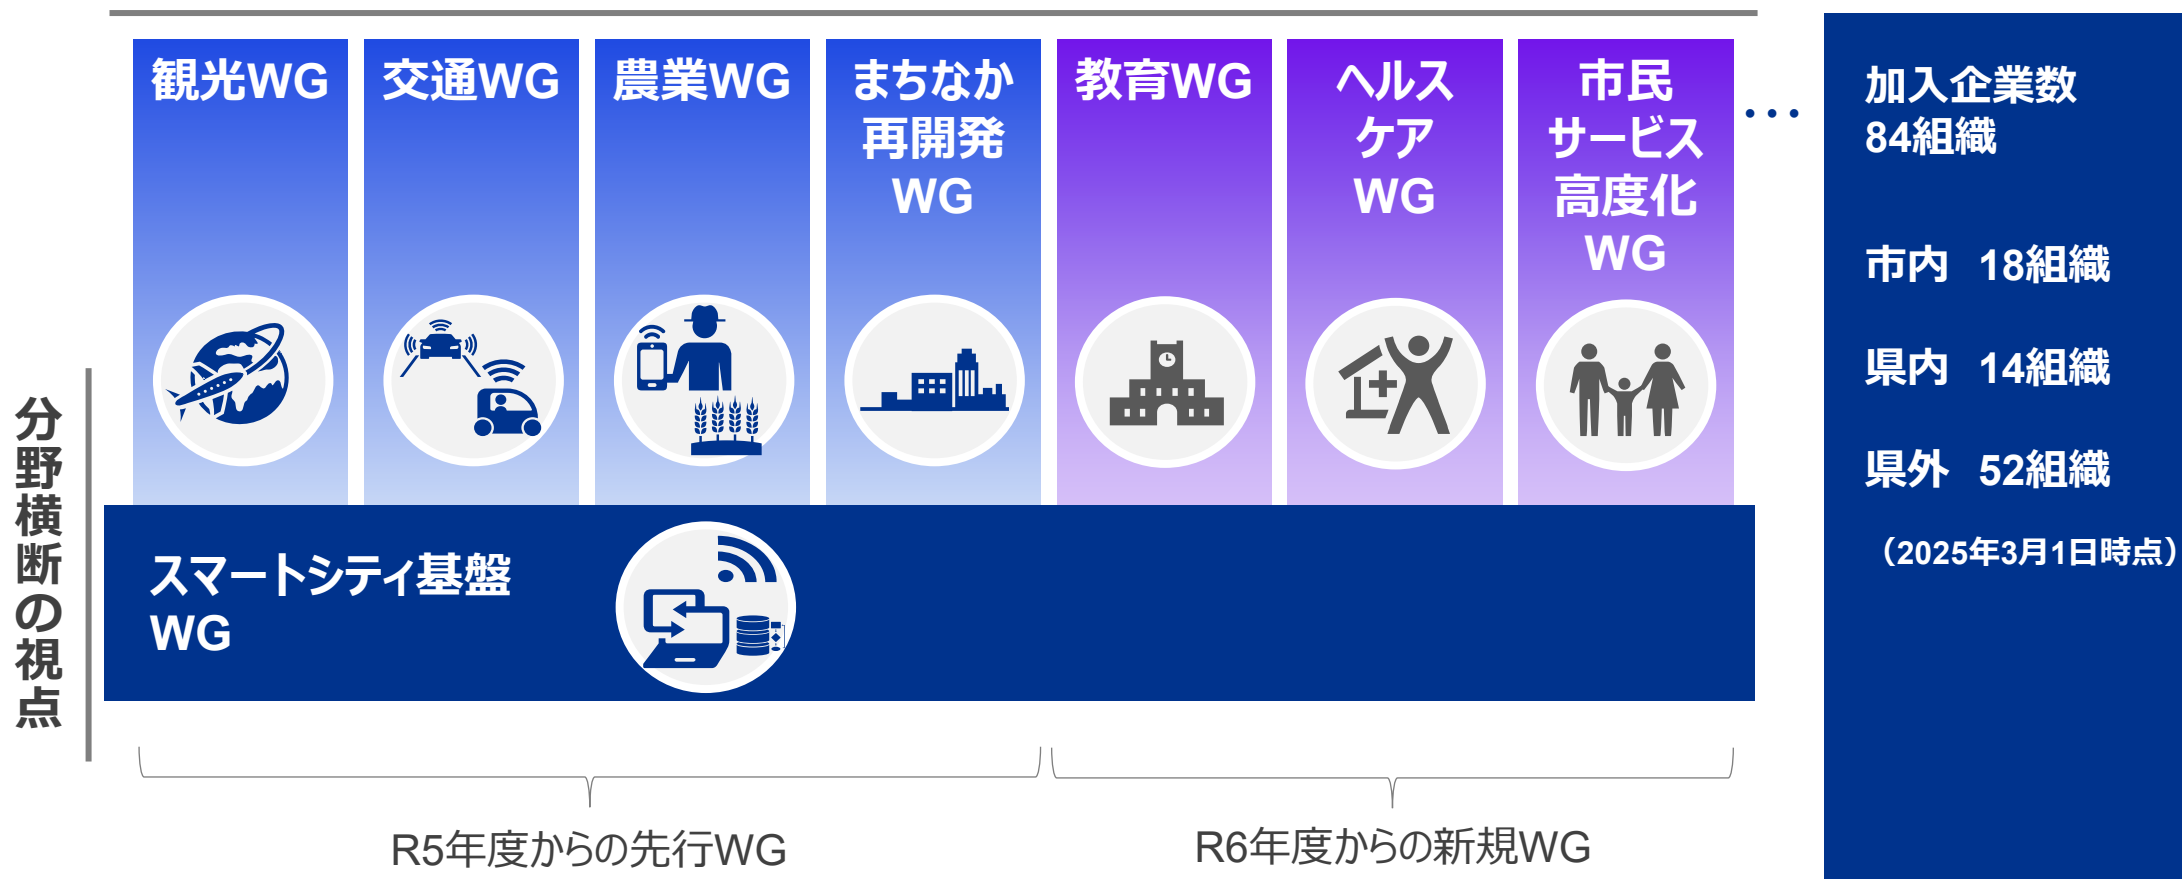 観光WG
交通WG
農業WG
まちなか
再開発
WG
教育WG
ヘルス
ケア
WG
市民
サービス
高度化
WG
…
加入企業数
84組織
市内 18組織
県内 14組織
県外 52組織
（2025年3月1日時点）
分野横断の視点
スマートシティ基盤
WG
R5年度からの先行WG
R6年度からの新規WG